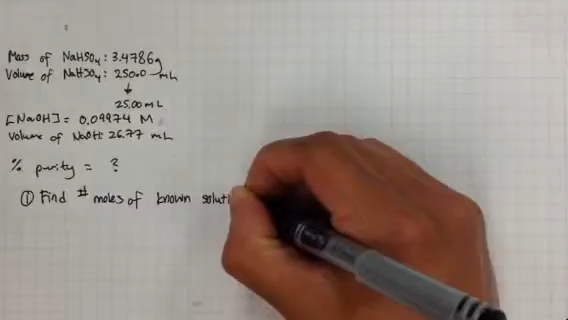 Mass of NaHSO₄: 3.4786g
Volume of NaHSO₄: 250.0 mL
↓
25.00 mL
[NaOH] = 0.09974 M
Volume of NaOH: 26.77 mL
% purity = ?
① Find # moles of known soluti